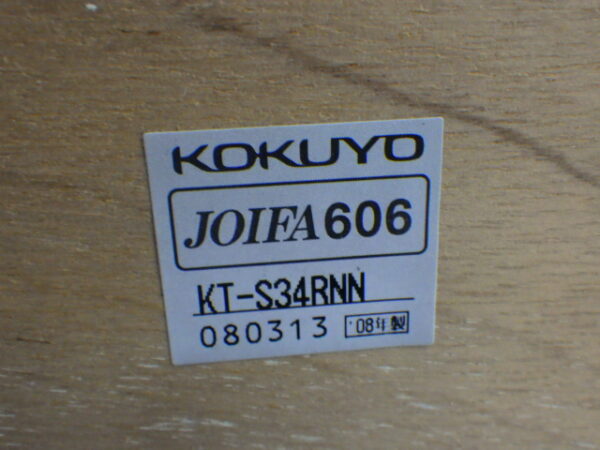 KOKUYO
JOIFA606
KT-S34RNN
080313 '08年製